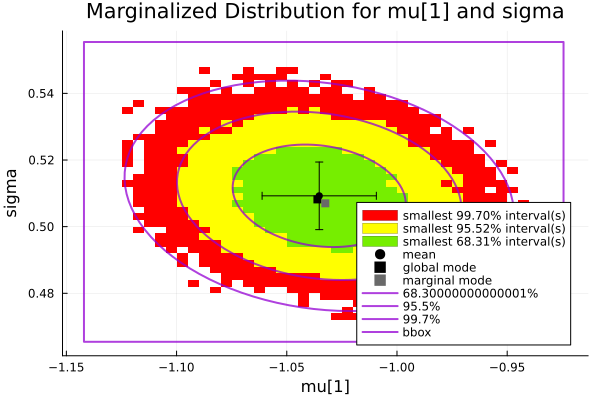 Marginalized Distribution for mu[1] and sigma
sigma
0.54
0.52
0.50
0.48
smallest 99.70% interval(s)
smallest 95.52% interval(s)
smallest 68.31% interval(s)
mean
global mode
marginal mode
68.30000000000001%
95.5%
99.7%
bbox
−1.15
−1.10
−1.05
−1.00
−0.95
mu[1]